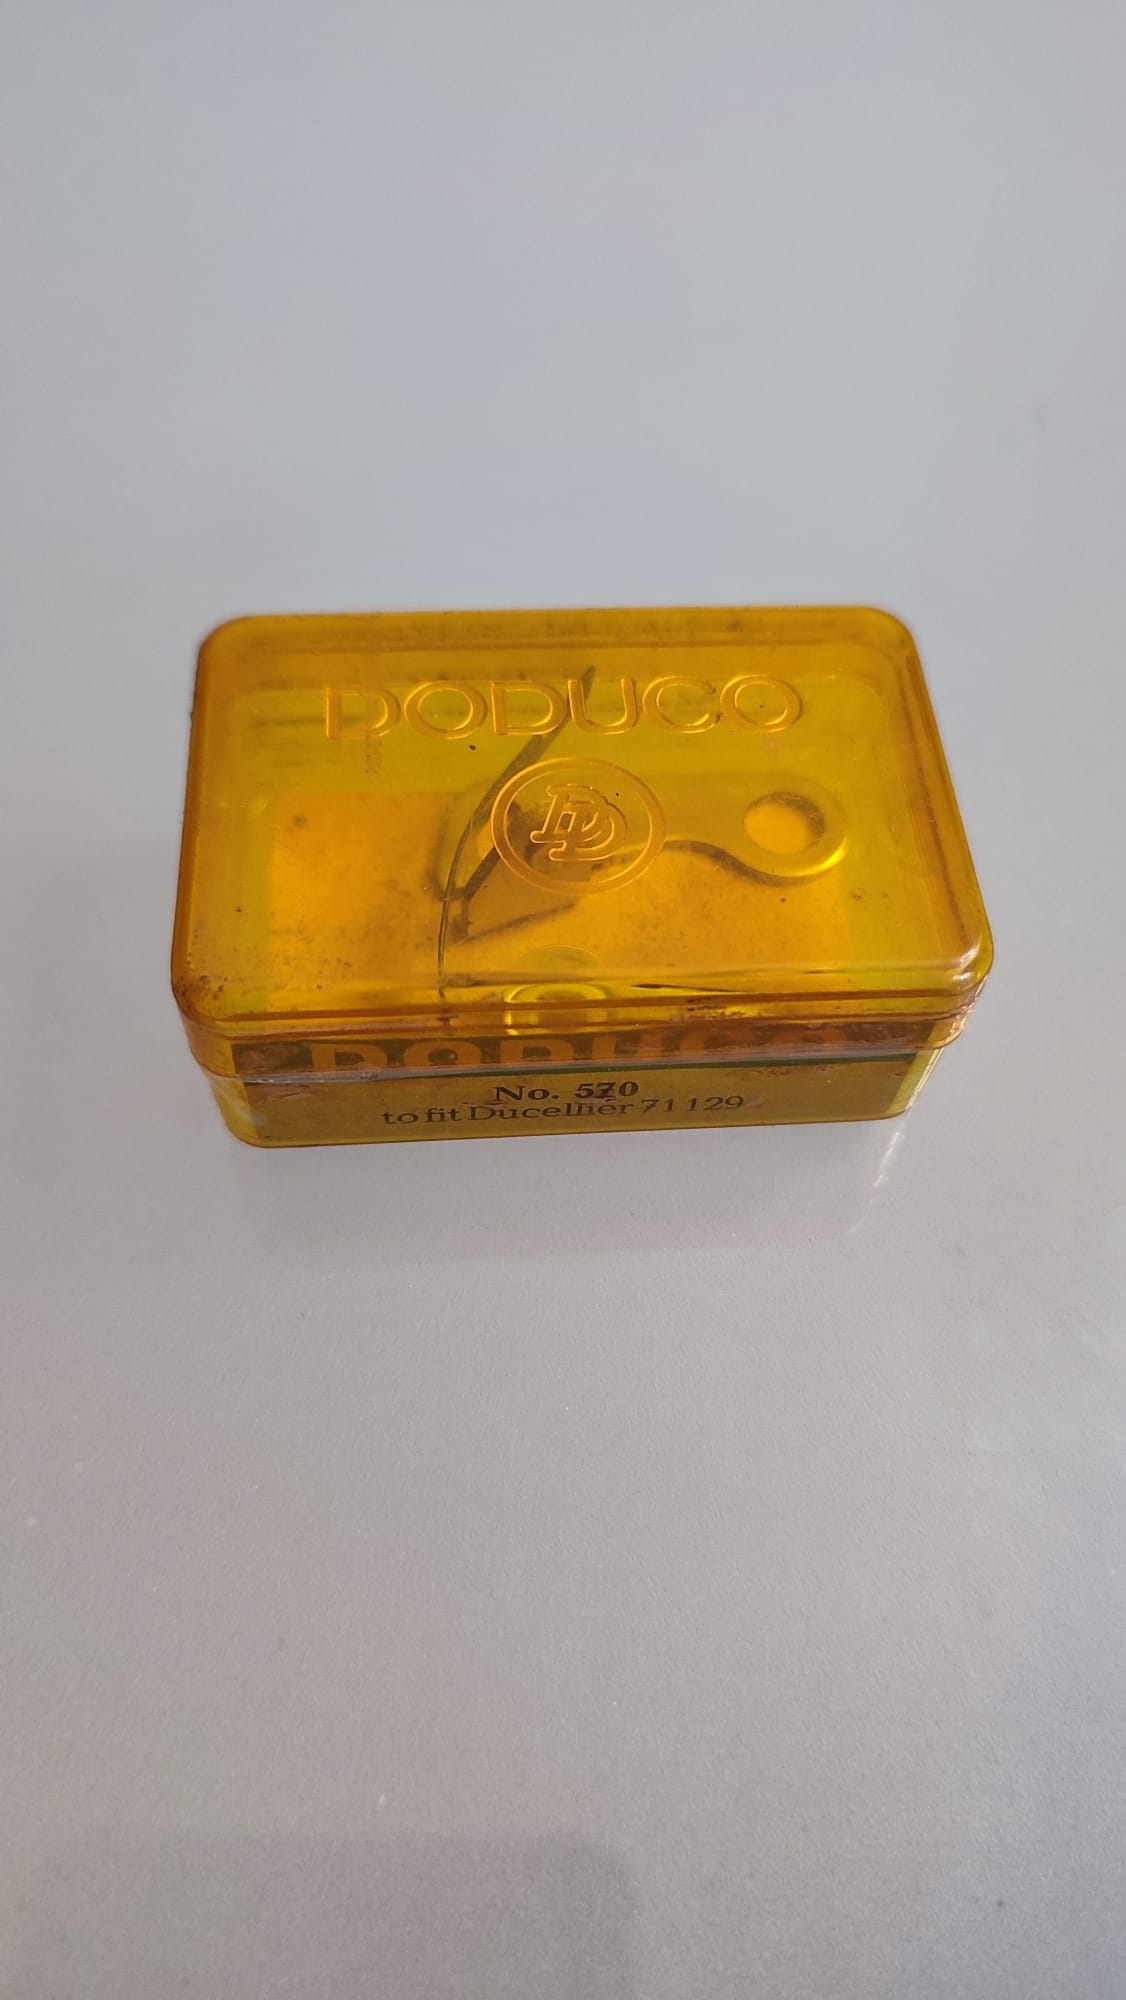 DODUCO
DD
DODUCO
No. 570
to fit Ducellier 71129